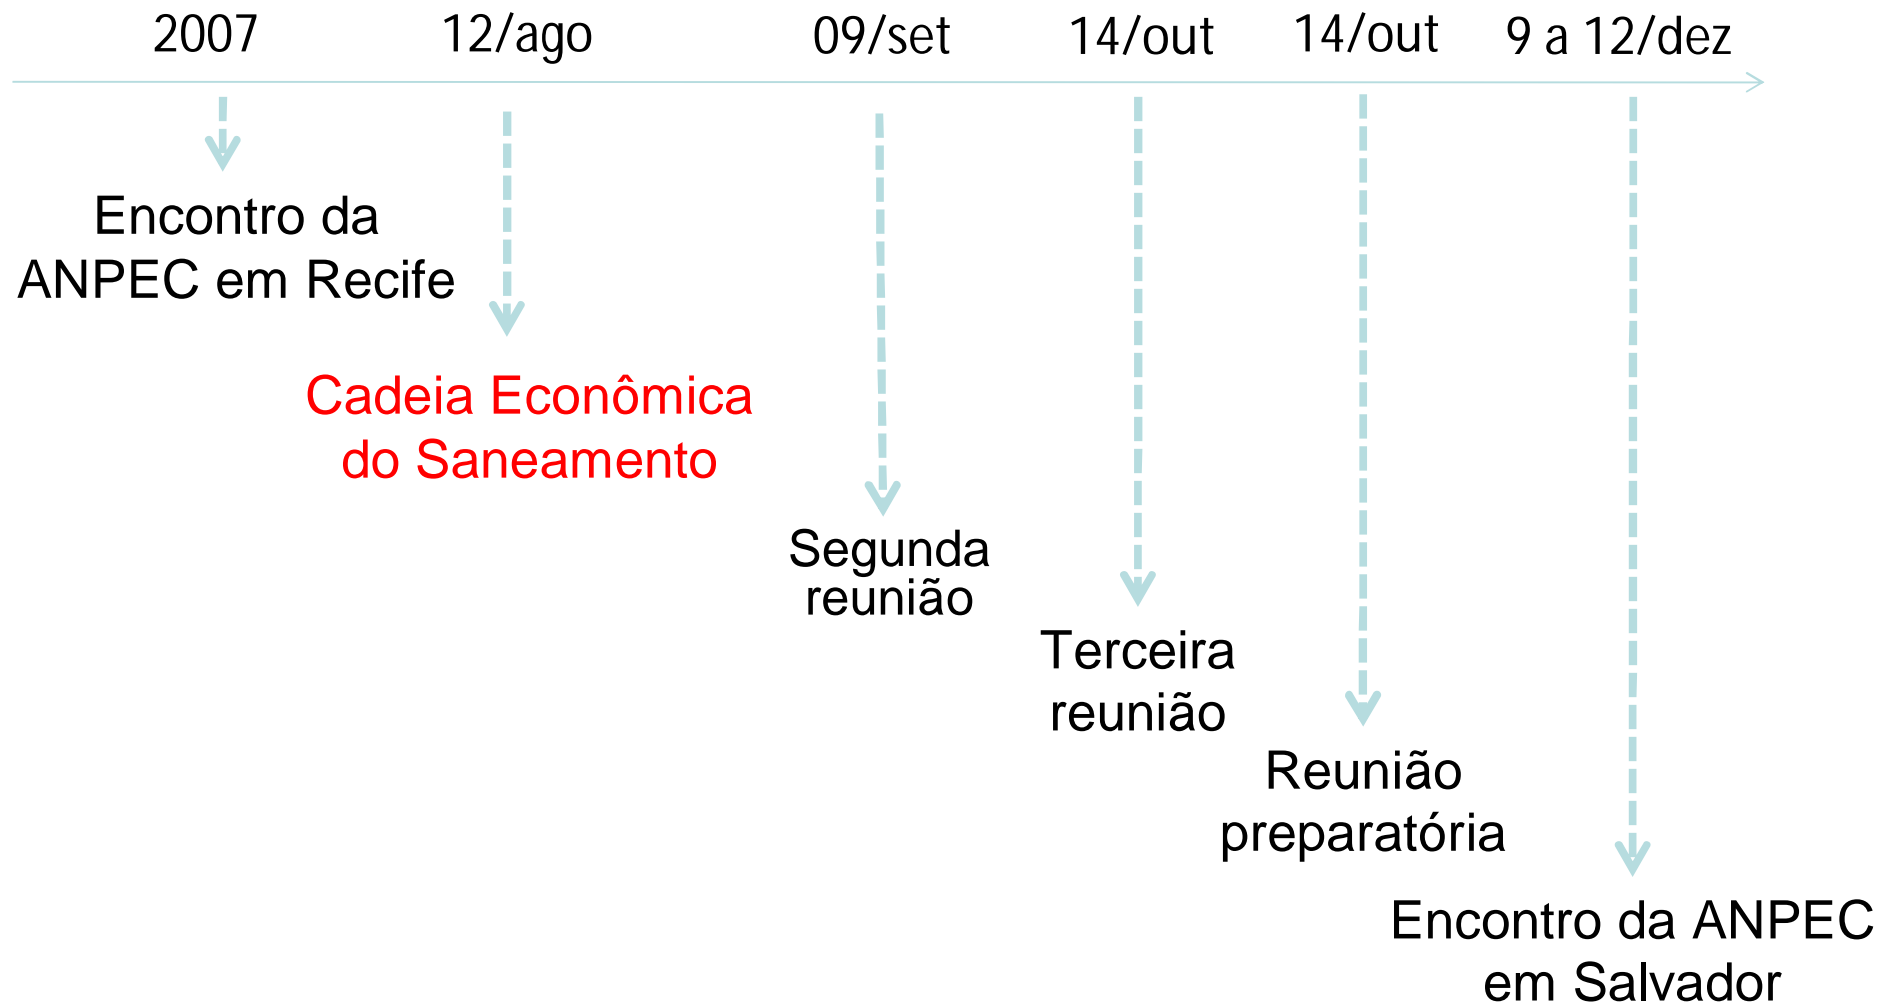 2007
12/ago
09/set
14/out
14/out
9 a 12/dez
Encontro da
ANPEC em Recife
Cadeia Econômica
do Saneamento
Segunda
reunião
Terceira
reunião
Reunião
preparatória
Encontro da ANPEC
em Salvador